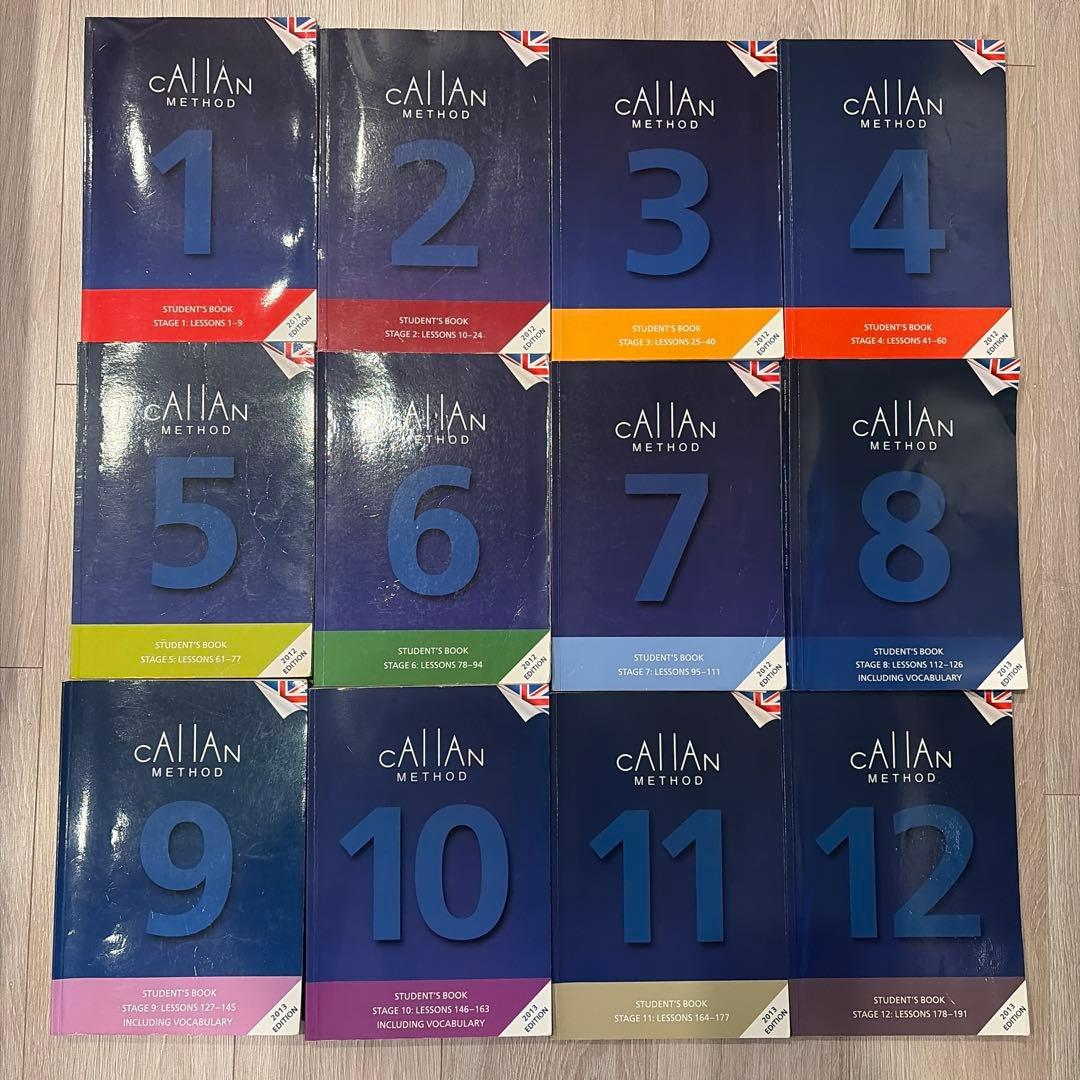 CAllAN
METHOD
1
STUDENT'S BOOK
STAGE 1: LESSONS 1–9
2012
EDITION
CAllAN
METHOD
2
STUDENT'S BOOK
STAGE 2: LESSONS 10–24
2012
EDITION
CAllAN
METHOD
3
STUDENT'S BOOK
STAGE 3: LESSONS 25–40
2012
EDITION
CAllAN
METHOD
4
STUDENT'S BOOK
STAGE 4: LESSONS 41–60
2012
EDITION
CAllAN
METHOD
5
STUDENT'S BOOK
STAGE 5: LESSONS 61–77
2012
EDITION
CAllAN
METHOD
6
STUDENT'S BOOK
STAGE 6: LESSONS 78–94
2012
EDITION
CAllAN
METHOD
7
STUDENT'S BOOK
STAGE 7: LESSONS 95–111
2012
EDITION
CAllAN
METHOD
8
STUDENT'S BOOK
STAGE 8: LESSONS 112–126
INCLUDING VOCABULARY
2013
EDITION
CAllAN
METHOD
9
STUDENT'S BOOK
STAGE 9: LESSONS 127–145
INCLUDING VOCABULARY
2013
EDITION
CAllAN
METHOD
10
STUDENT'S BOOK
STAGE 10: LESSONS 146–163
INCLUDING VOCABULARY
2013
EDITION
CAllAN
METHOD
11
STUDENT'S BOOK
STAGE 11: LESSONS 164–177
2013
EDITION
CAllAN
METHOD
12
STUDENT'S BOOK
STAGE 12: LESSONS 178–191
2013
EDITION